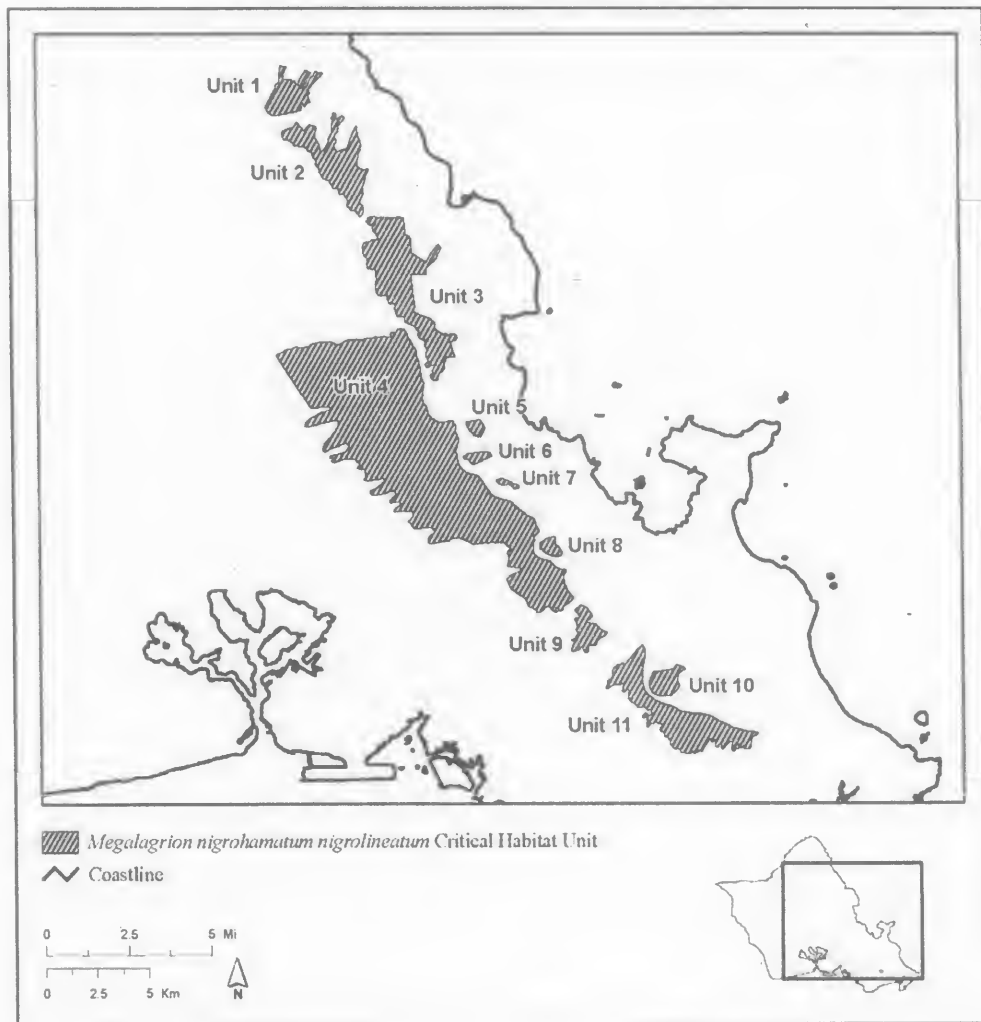 Unit 1
Unit 2
Unit 3
Unit 4
Unit 5
Unit 6
Unit 7
Unit 8
Unit 9
Unit 10
Unit 11
Megalagrion nigrohamatum nigrolineatum Critical Habitat Unit
Coastline
0 2.5 5 Mi
0 2.5 5 Km
N